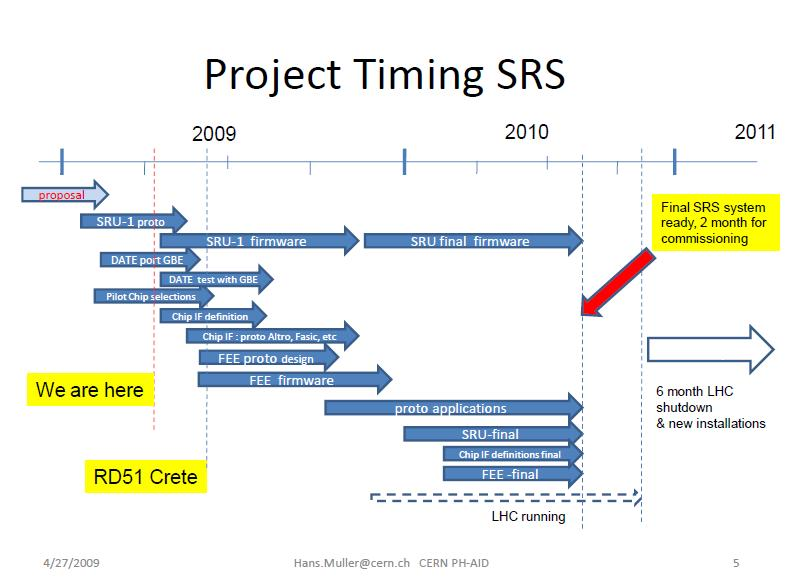 Project Timing SRS
2009
2010
2011
proposal
SRU-1 proto
SRU-1 firmware
SRU final firmware
DATE port GBE
DATE test with GBE
Pilot Chip selections
Chip IF definition
Chip IF : proto Altro, Fasic, etc
FEE proto design
FEE firmware
proto applications
SRU-final
Chip IF definitions final
FEE -final
LHC running
Final SRS system
ready, 2 month for
commissioning
We are here
RD51 Crete
6 month LHC
shutdown
& new installations
4/27/2009
Hans.Muller@cern.ch CERN PH-AID
5